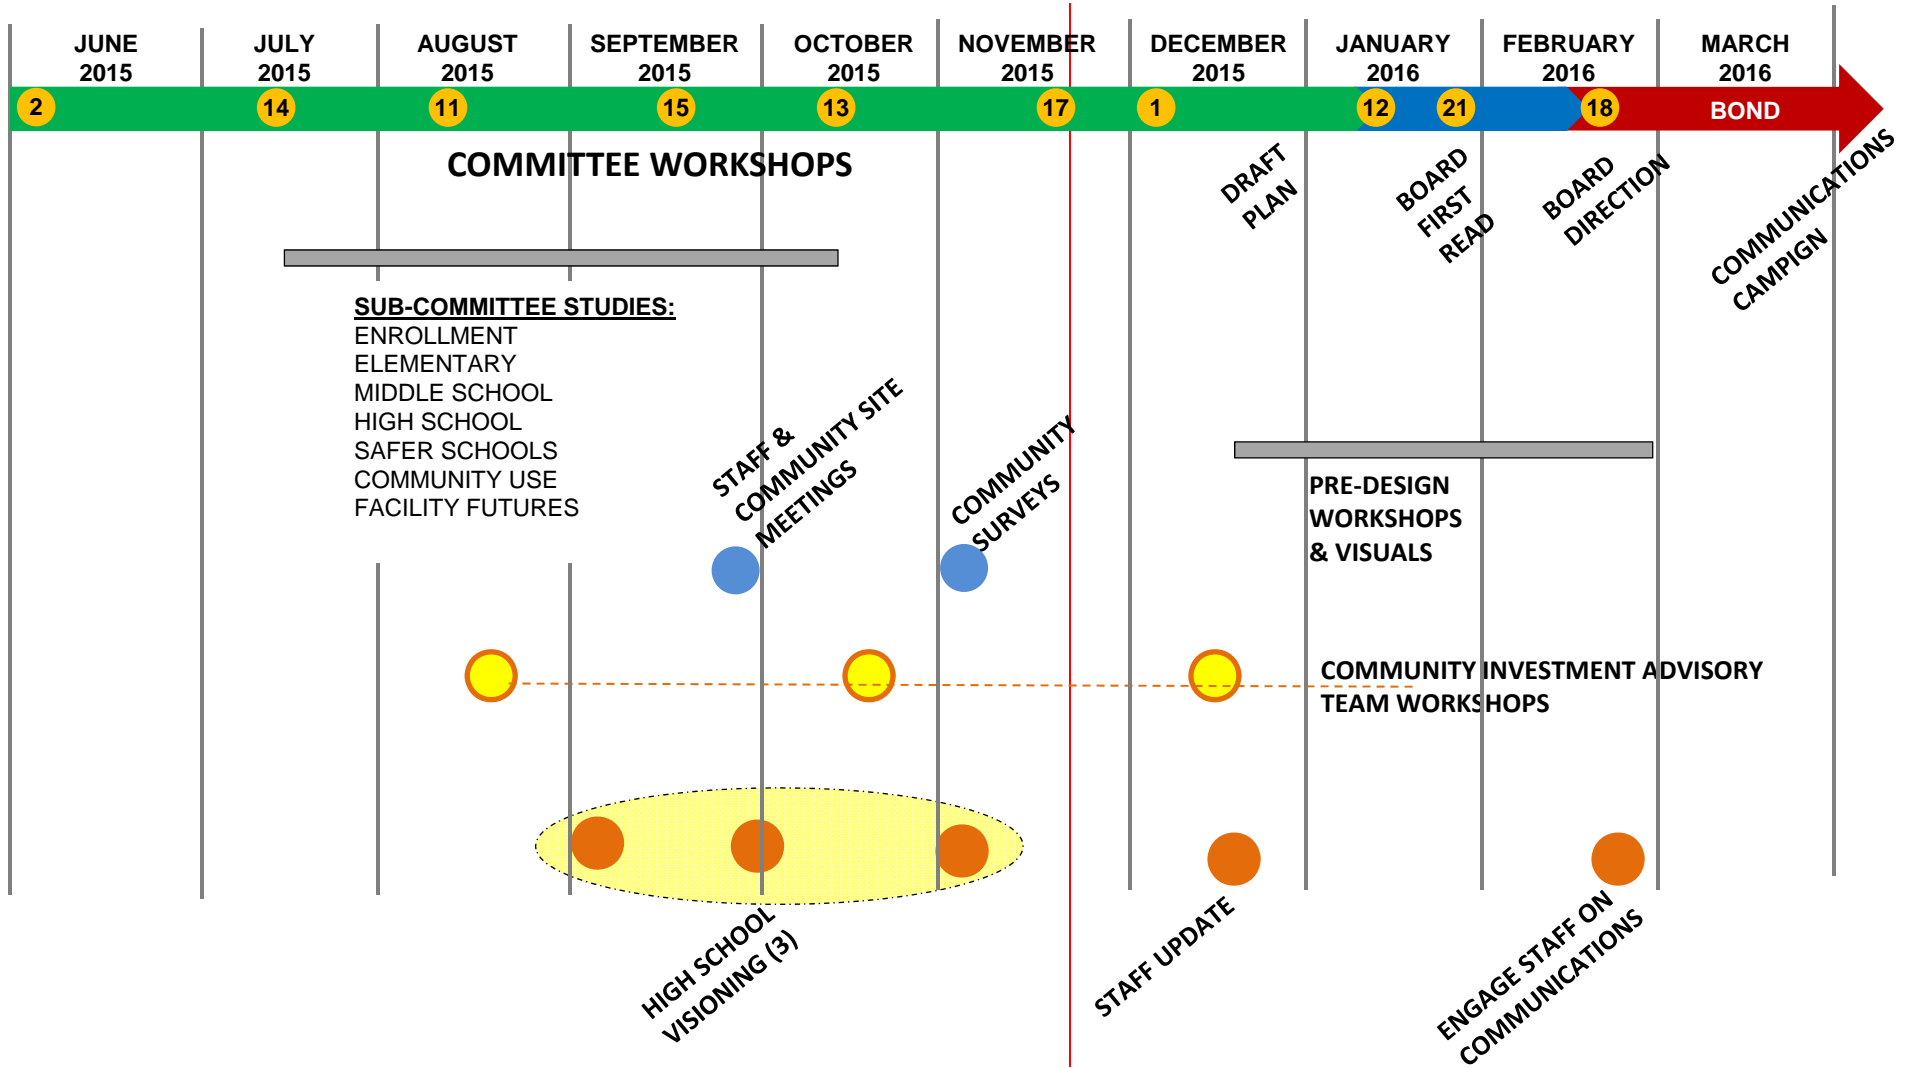 JUNE
2015
JULY
2015
AUGUST
2015
SEPTEMBER
2015
OCTOBER
2015
NOVEMBER
2015
DECEMBER
2015
JANUARY
2016
FEBRUARY
2016
MARCH
2016
2
14
11
15
13
17
1
12
21
18
BOND
COMMITTEE WORKSHOPS
DRAFT
PLAN
BOARD
FIRST
READ
BOARD
DIRECTION
COMMUNICATIONS
CAMPIGN
SUB-COMMITTEE STUDIES:
ENROLLMENT
ELEMENTARY
MIDDLE SCHOOL
HIGH SCHOOL
SAFER SCHOOLS
COMMUNITY USE
FACILITY FUTURES
STAFF &
COMMUNITY SITE
MEETINGS
COMMUNITY
SURVEYS
PRE-DESIGN
WORKSHOPS
& VISUALS
COMMUNITY INVESTMENT ADVISORY
TEAM WORKSHOPS
HIGH SCHOOL
VISIONING (3)
STAFF UPDATE
ENGAGE STAFF ON
COMMUNICATIONS